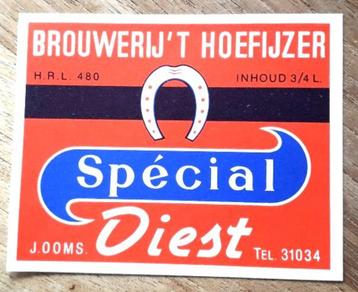 BROUWERIJ'T HOEFIJZER
H.R.L. 480 INHOUD 3/4 L.
Spécial
Diest
J.OOMS. TEL. 31034